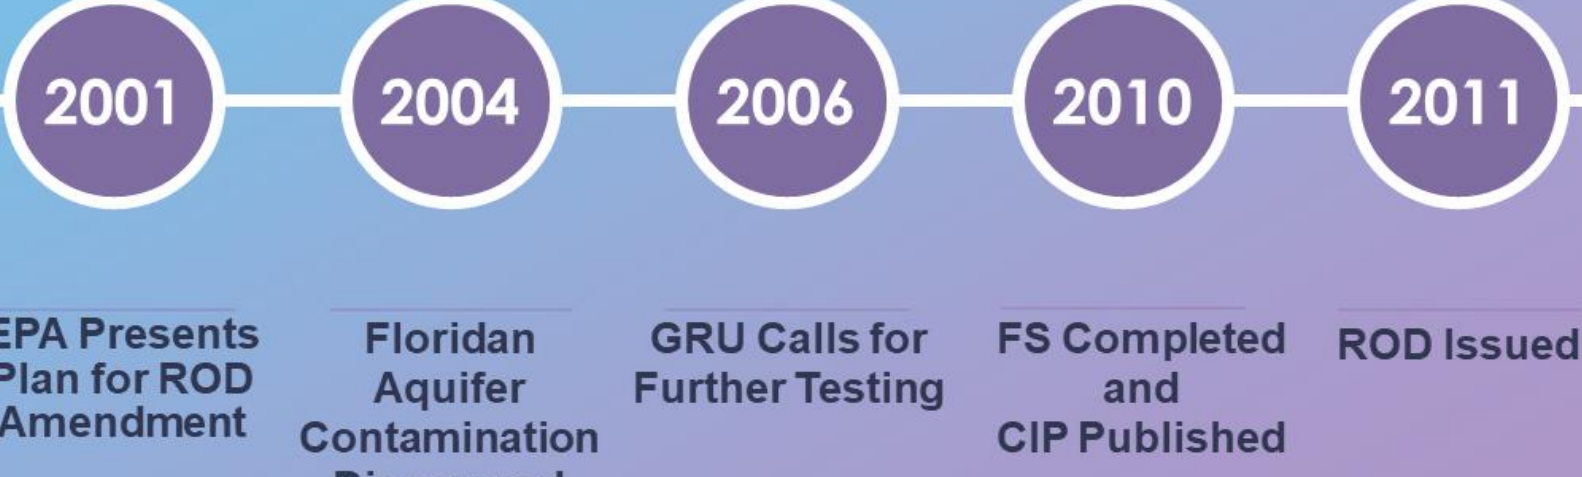 2001
2004
2006
2010
2011
EPA Presents
Plan for ROD
Amendment
Floridan
Aquifer
Contamination
GRU Calls for
Further Testing
FS Completed
and
CIP Published
ROD Issued